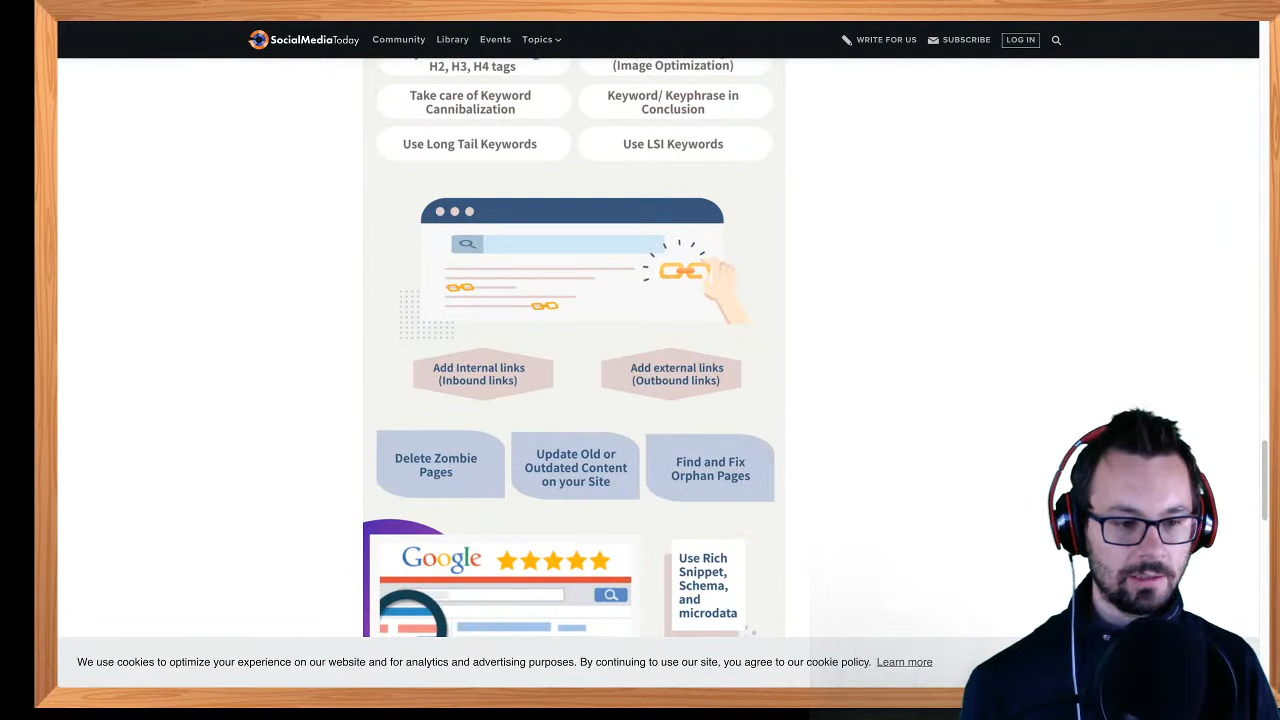 SocialMediaToday
Community
Library
Events
Topics
WRITE FOR US
SUBSCRIBE
LOG IN
H2, H3, H4 tags
(Image Optimization)
Take care of Keyword
Cannibalization
Keyword/ Keyphrase in
Conclusion
Use Long Tail Keywords
Use LSI Keywords
Add Internal links
(Inbound links)
Add external links
(Outbound links)
Delete Zombie
Pages
Update Old or
Outdated Content
on your Site
Find and Fix
Orphan Pages
Google
Use Rich
Snippet,
Schema,
and
microdata
We use cookies to optimize your experience on our website and for analytics and advertising purposes. By continuing to use our site, you agree to our cookie policy. Learn more